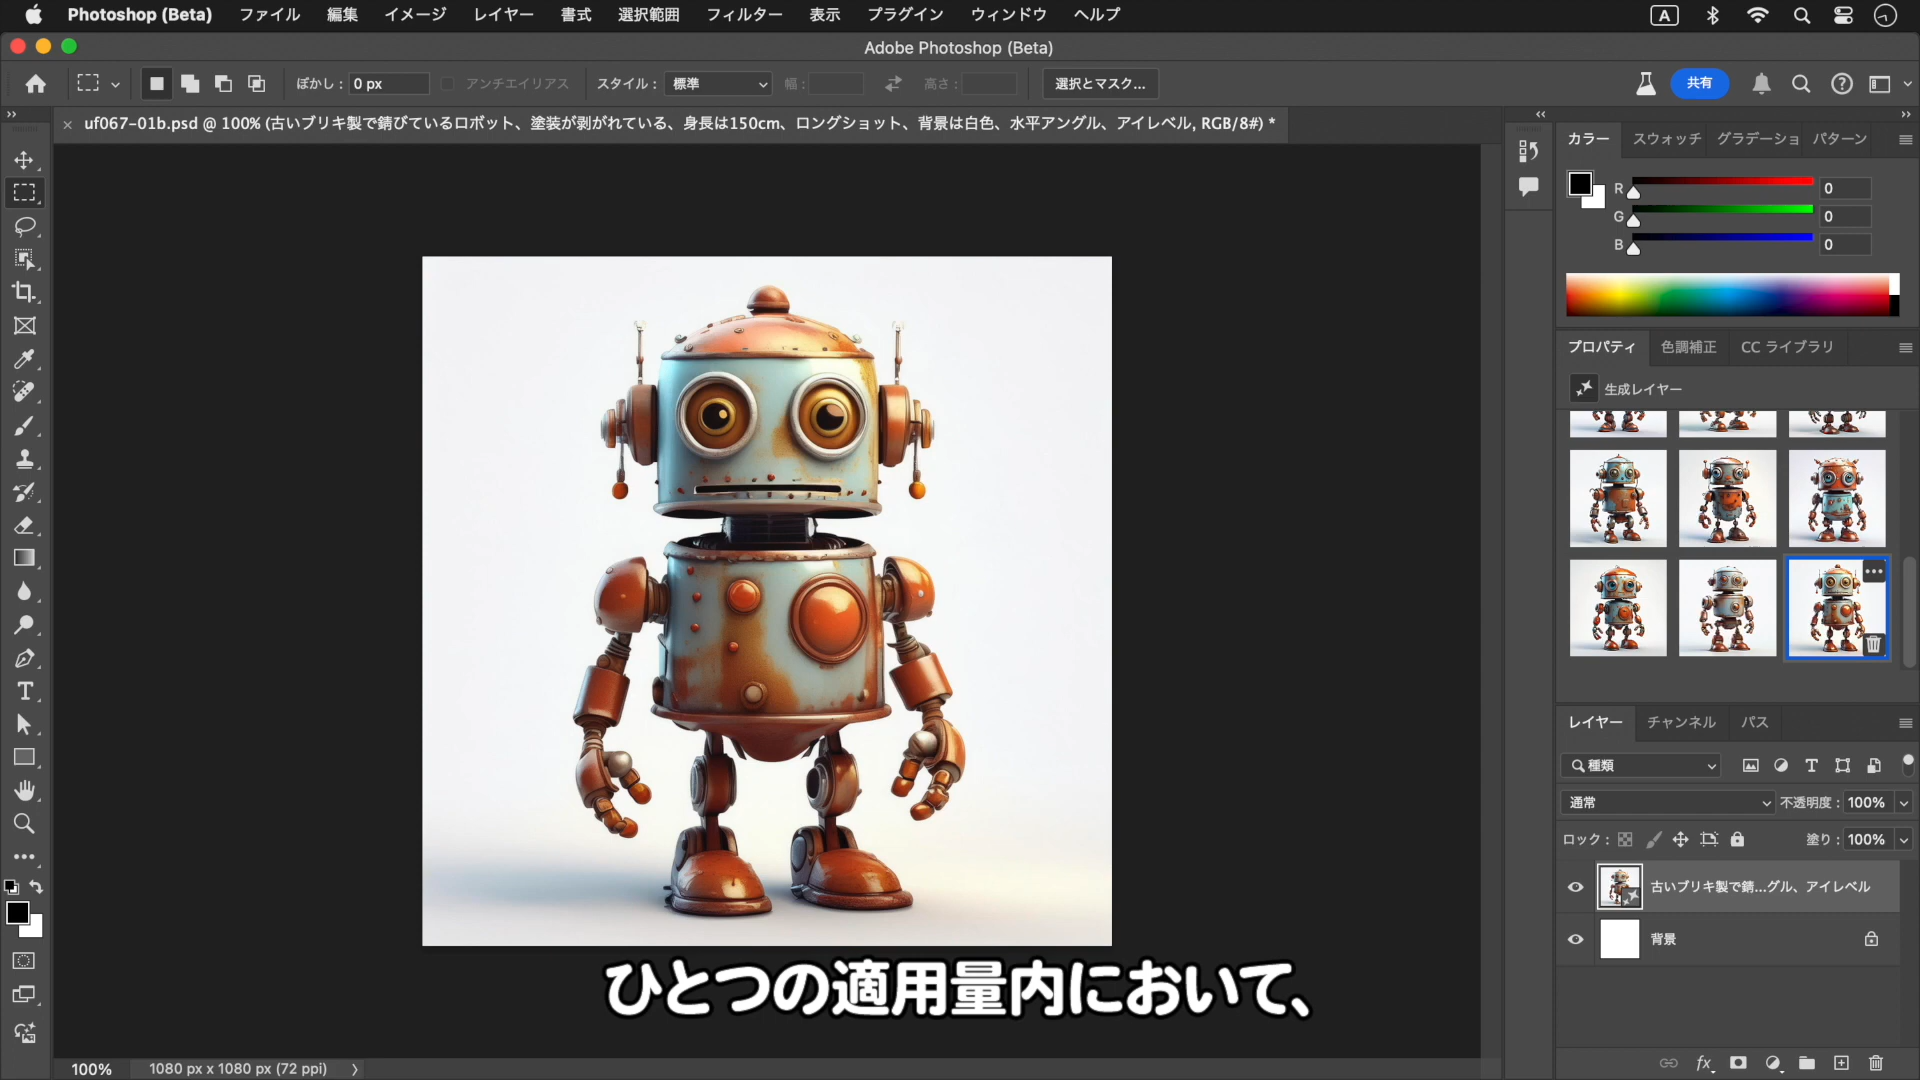 Photoshop (Beta) ファイル 編集 イメージ レイヤー 書式 選択範囲 フィルター 表示 プラグイン ウィンドウ ヘルプ A
Adobe Photoshop (Beta)
ぼかし : 0 px アンチエイリアス スタイル : 標準 幅 : 高さ : 選択とマスク... 共有
uf067-01b.psd @ 100% (古いブリキ製で錆びているロボット、塗装が剥がれている、身長は150cm、ロングショット、背景は白色、水平アングル、アイレベル, RGB/8#) *
カラー スウォッチ グラデーショ パターン
R 0
G 0
B 0
プロパティ 色調補正 CC ライブラリ
生成レイヤー
レイヤー チャンネル パス
種類
通常 不透明度 : 100%
ロック : 塗り : 100%
古いブリキ製で錆...グル、アイレベル
背景
ひとつの適用量内において、
100% 1080 px x 1080 px (72 ppi)
fx